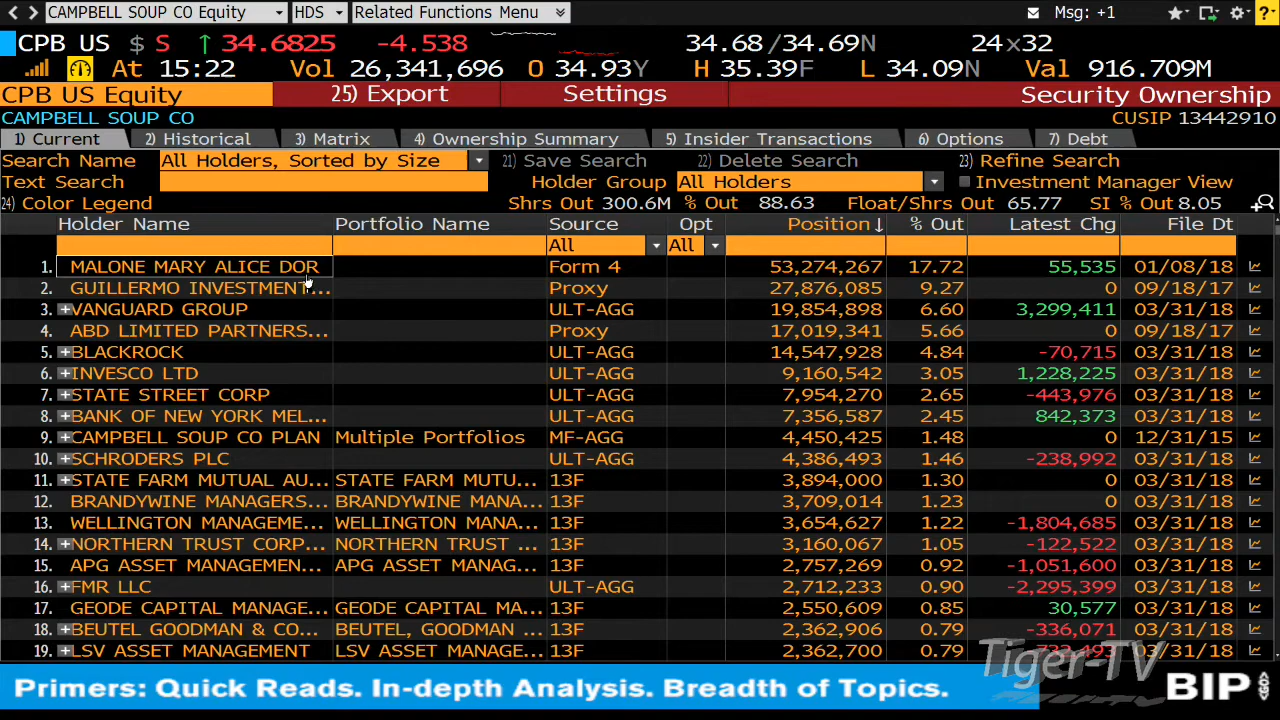 CAMPBELL SOUP CO Equity HDS Related Functions Menu Msg: +1
CPB US $ S ↑ 34.6825 -4.538 34.68/34.69N 24x32
At 15:22 Vol 26,341,696 O 34.93Y H 35.39F L 34.09N Val 916.709M
CPB US Equity 25) Export Settings Security Ownership
CAMPBELL SOUP CO CUSIP 13442910
1) Current 2) Historical 3) Matrix 4) Ownership Summary 5) Insider Transactions 6) Options 7) Debt
Search Name All Holders, Sorted by Size 21) Save Search 22) Delete Search 23) Refine Search
Text Search Holder Group All Holders Investment Manager View
24) Color Legend Shrs Out 300.6M % Out 88.63 Float/Shrs Out 65.77 SI % Out 8.05
Holder Name Portfolio Name Source Opt Position↓ % Out Latest Chg File Dt
All All
1. MALONE MARY ALICE DOR Form 4 53,274,267 17.72 55,535 01/08/18
2. GUILLERMO INVESTMENT... Proxy 27,876,085 9.27 0 09/18/17
3. +VANGUARD GROUP ULT-AGG 19,854,898 6.60 3,299,411 03/31/18
4. ABD LIMITED PARTNERS... Proxy 17,019,341 5.66 0 09/18/17
5. +BLACKROCK ULT-AGG 14,547,928 4.84 -70,715 03/31/18
6. +INVESCO LTD ULT-AGG 9,160,542 3.05 1,228,225 03/31/18
7. +STATE STREET CORP ULT-AGG 7,954,270 2.65 -443,976 03/31/18
8. +BANK OF NEW YORK MEL... ULT-AGG 7,356,587 2.45 842,373 03/31/18
9. +CAMPBELL SOUP CO PLAN Multiple Portfolios MF-AGG 4,450,425 1.48 0 12/31/15
10. +SCHRODERS PLC ULT-AGG 4,386,493 1.46 -238,992 03/31/18
11. +STATE FARM MUTUAL AU... STATE FARM MUTU... 13F 3,894,000 1.30 0 03/31/18
12. BRANDYWINE MANAGERS... BRANDYWINE MANA... 13F 3,709,014 1.23 0 03/31/18
13. WELLINGTON MANAGEME... WELLINGTON MANA... 13F 3,654,627 1.22 -1,804,685 03/31/18
14. +NORTHERN TRUST CORP... NORTHERN TRUST ... 13F 3,160,067 1.05 -122,522 03/31/18
15. APG ASSET MANAGEMEN... APG ASSET MANAG... 13F 2,757,269 0.92 -1,051,600 03/31/18
16. +FMR LLC ULT-AGG 2,712,233 0.90 -2,295,399 03/31/18
17. GEODE CAPITAL MANAGE... GEODE CAPITAL MA... 13F 2,550,609 0.85 30,577 03/31/18
18. +BEUTEL GOODMAN & CO... BEUTEL, GOODMAN ... 13F 2,362,906 0.79 -336,071 03/31/18
19. +LSV ASSET MANAGEMENT LSV ASSET MANAGE... 13F 2,362,700 0.79 03/31/18
Tiger-TV
Primers: Quick Reads. In-depth Analysis. Breadth of Topics. BIP <GO>